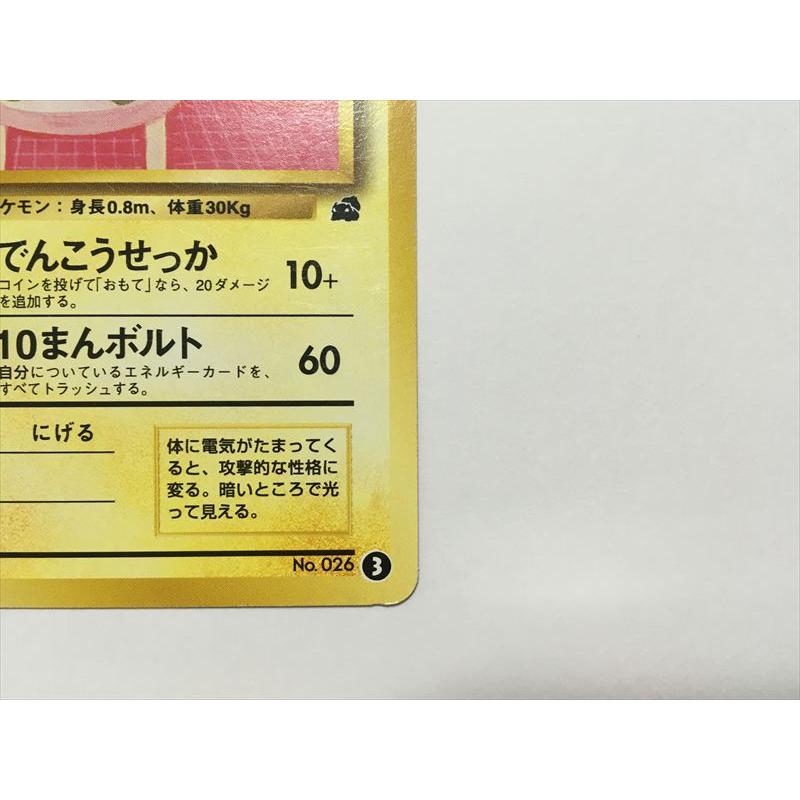 ケモン：身長0.8m、体重30Kg
でんこうせっか 10+
コインを投げて「おもて」なら、20ダメージ
を追加する。
10まんボルト 60
自分についているエネルギーカードを、
すべてトラッシュする。
にげる
体に電気がたまってく
ると、攻撃的な性格に
変る。暗いところで光
って見える。
No. 026 3